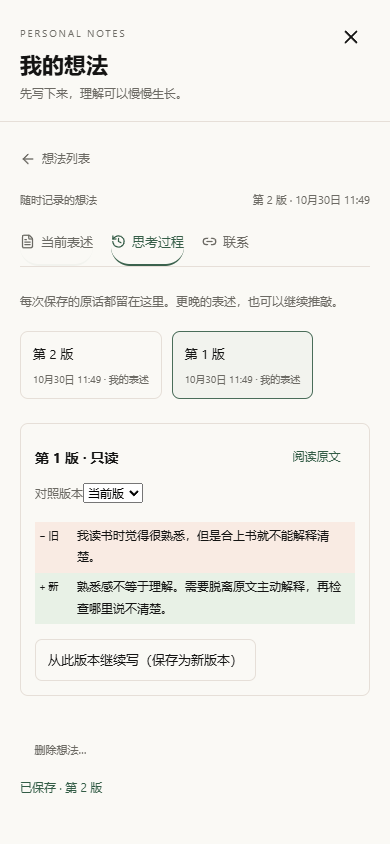 PERSONAL NOTES
我的想法
先写下来，理解可以慢慢生长。
想法列表
随时记录的想法
第 2 版 · 10月30日 11:49
当前表述 思考过程 联系
每次保存的原话都留在这里。更晚的表述，也可以继续推敲。
第 2 版
10月30日 11:49 · 我的表述
第 1 版
10月30日 11:49 · 我的表述
第 1 版 · 只读
阅读原文
对照版本 当前版
− 旧 我读书时觉得很熟悉，但是合上书就不能解释清
楚。
+ 新 熟悉感不等于理解。需要脱离原文主动解释，再检
查哪里说不清楚。
从此版本继续写（保存为新版本）
删除想法...
已保存 · 第 2 版